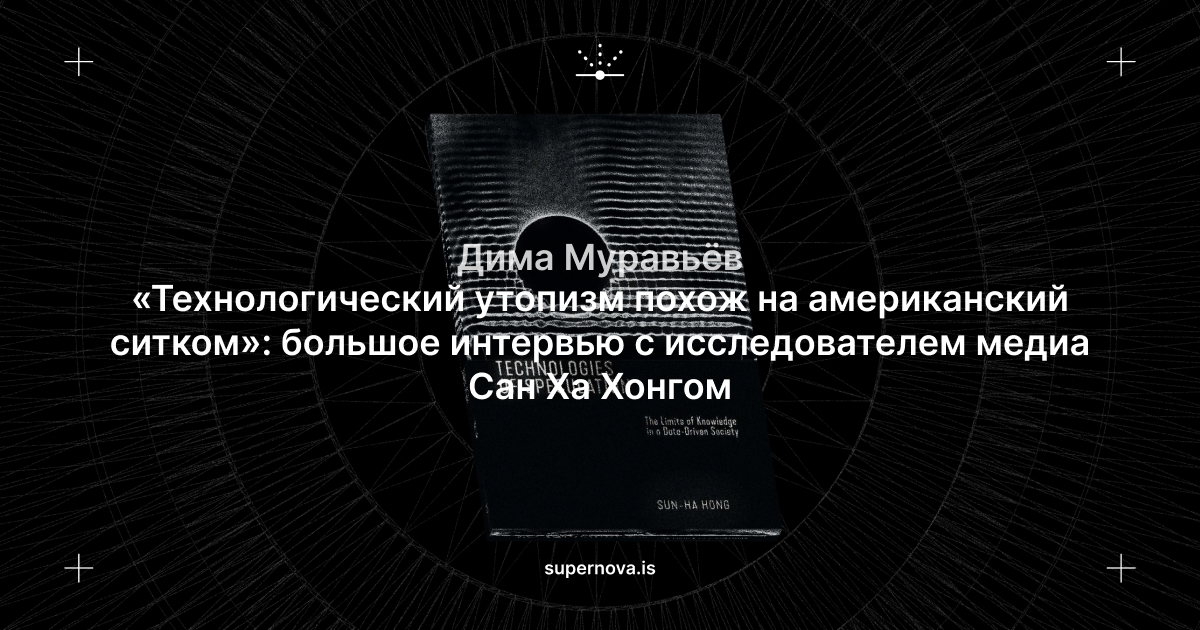 Дима Муравьёв
«Технологический утопизм похож на американский
ситком»: большое интервью с исследователем медиа
Сан Ха Хонгом
TECHNOLOGIES
The Limits of Knowledge
in a Data-Driven Society
SUN-HA HONG
supernova.is